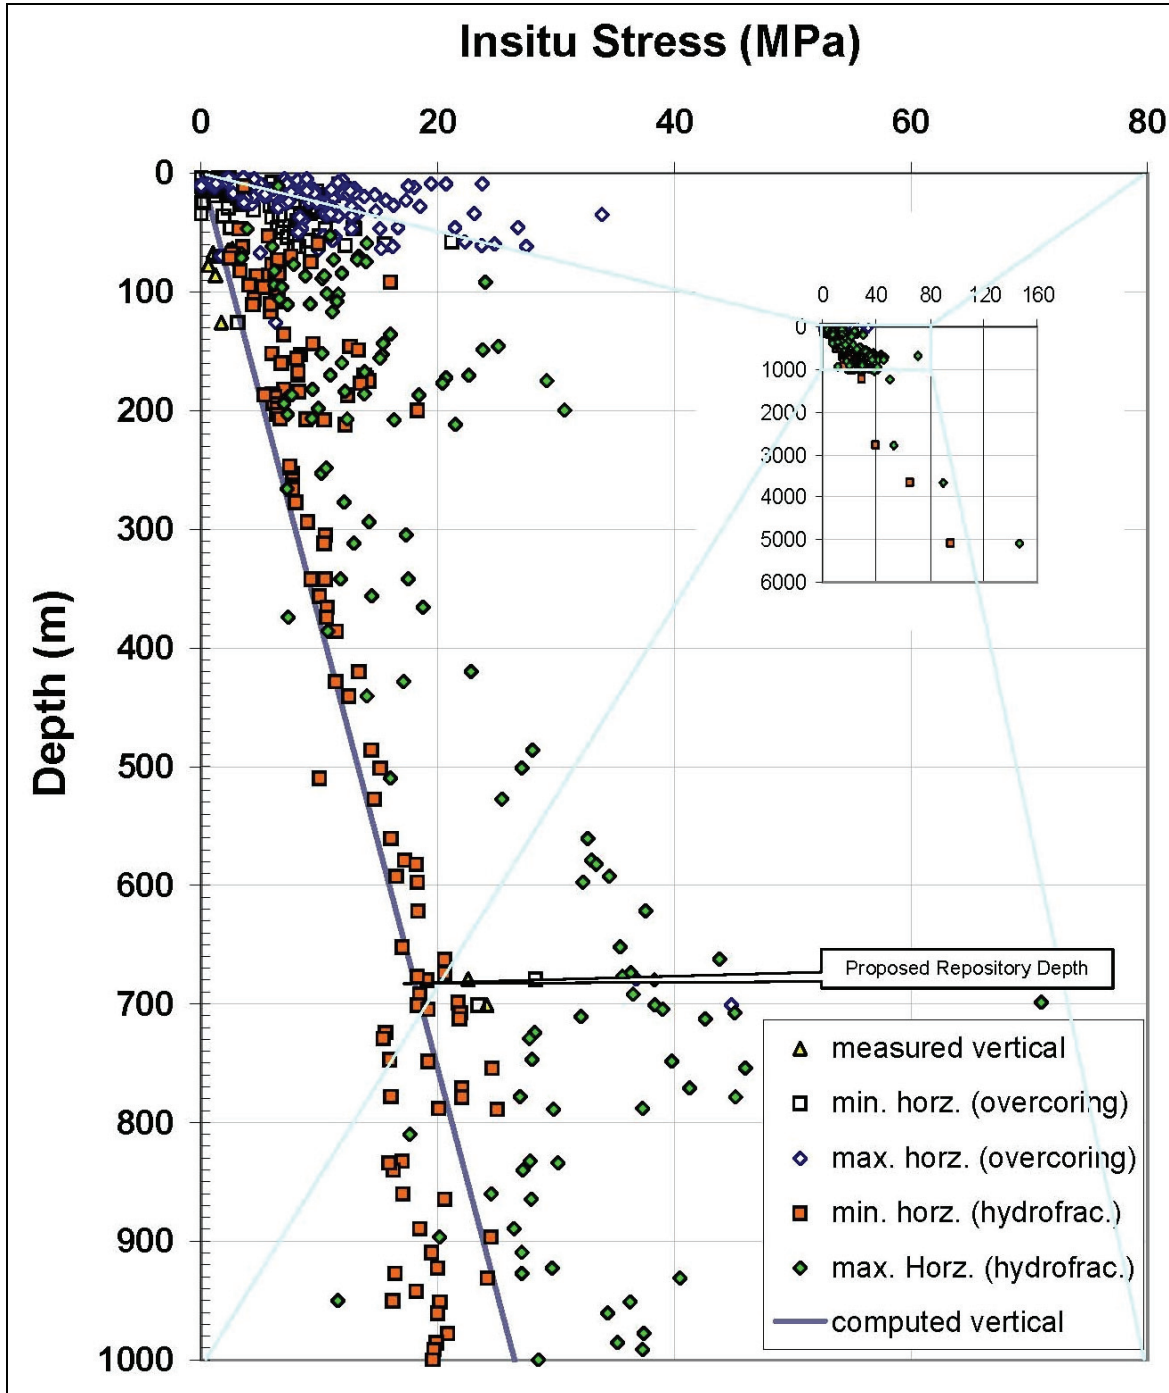 Insitu Stress (MPa)
0 20 40 60 80
0
100
200
300
400
500
600
700
800
900
1000
Depth (m)
0 40 80 120 160
0
1000
2000
3000
4000
5000
6000
Proposed Repository Depth
measured vertical
min. horz. (overcoring)
max. horz. (overcoring)
min. horz. (hydrofrac.)
max. Horz. (hydrofrac.)
computed vertical